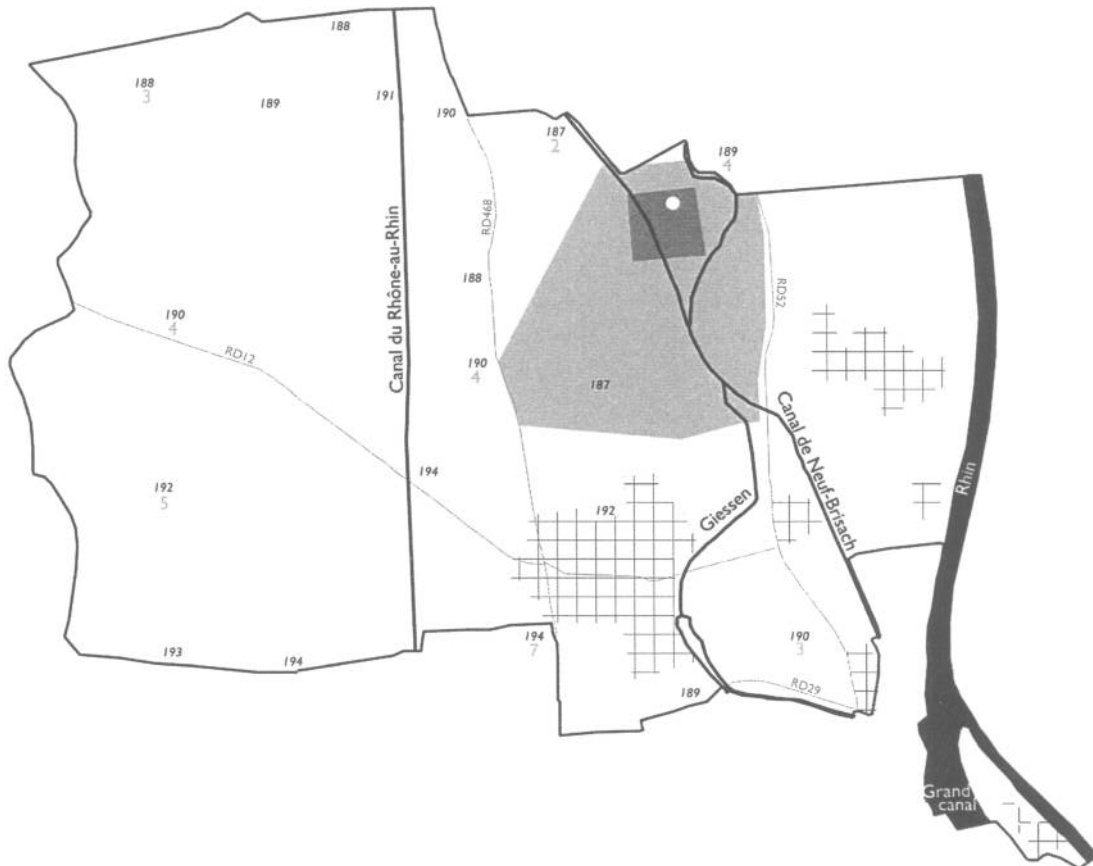 188
188
3
189
191
190
187
2
189
4
Canal du Rhône-au-Rhin
RD468
188
RD52
190
4
RD12
190
4
187
Canal de Neuf-Brisach
Rhin
194
192
5
192
Giessen
193
194
194
7
190
3
189
RD29
Grand
canal